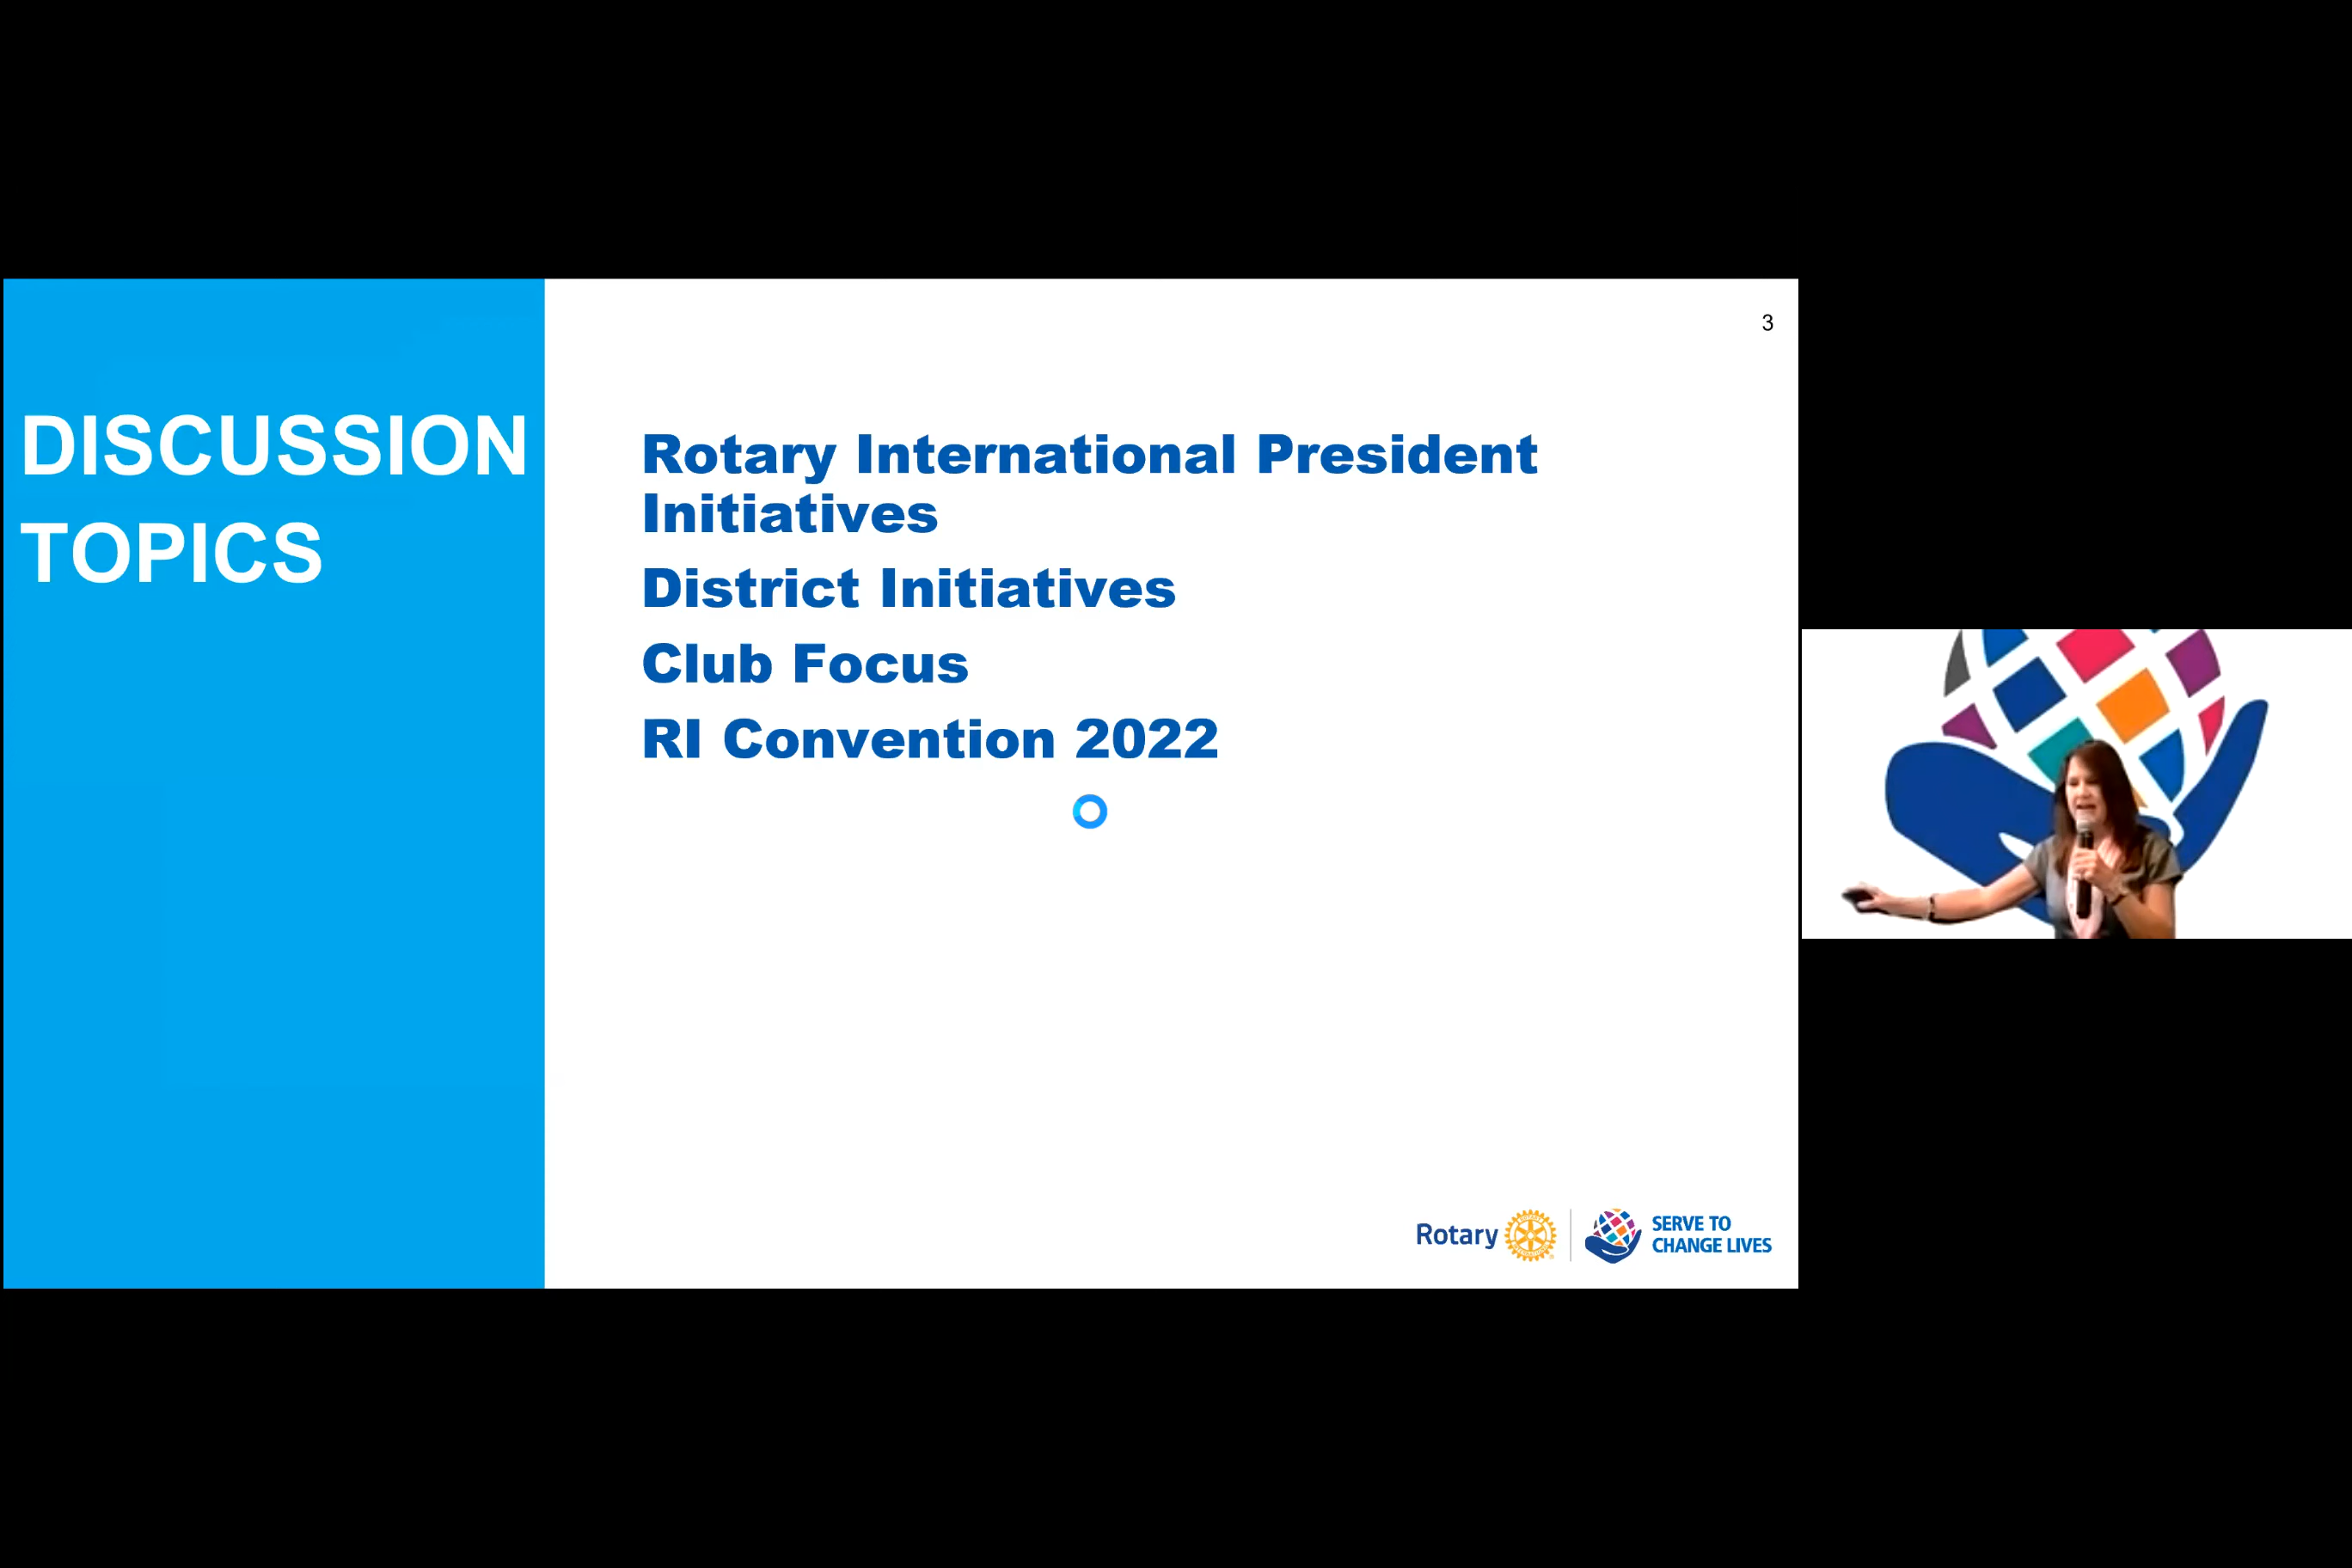 3
DISCUSSION
TOPICS
Rotary International President
Initiatives
District Initiatives
Club Focus
RI Convention 2022
Rotary
SERVE TO
CHANGE LIVES